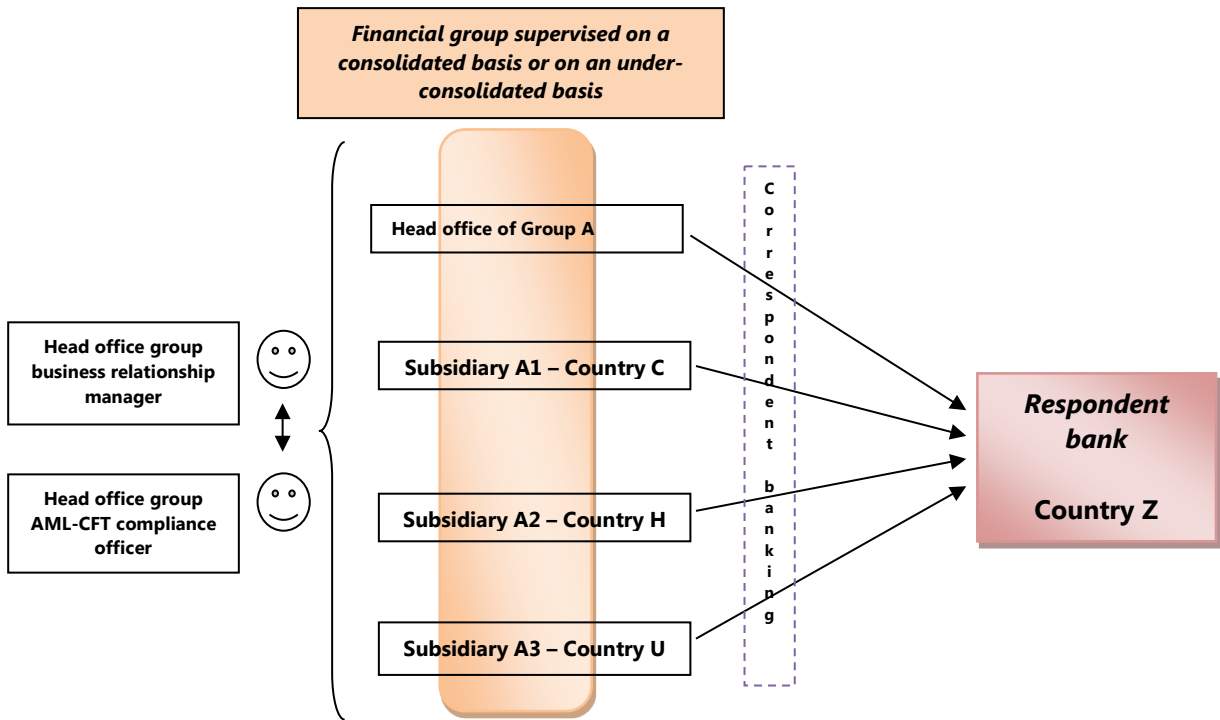 Financial group supervised on a
consolidated basis or on an under-
consolidated basis
Head office of Group A
Head office group
business relationship
manager
Subsidiary A1 – Country C
Head office group
AML-CFT compliance
officer
Subsidiary A2 – Country H
Subsidiary A3 – Country U
Correspondent banking
Respondent
bank
Country Z